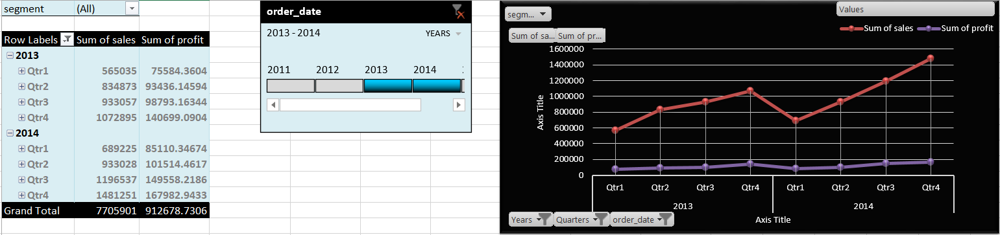 segment (All)
Row Labels Sum of sales Sum of profit
2013
Qtr1 565035 75584.3604
Qtr2 834873 93436.14594
Qtr3 933057 98793.16344
Qtr4 1072895 140699.0904
2014
Qtr1 689225 85110.34674
Qtr2 933028 101514.4617
Qtr3 1196537 149558.2186
Qtr4 1481251 167982.9433
Grand Total 7705901 912678.7306
order_date
2013 - 2014 YEARS
2011 2012 2013 2014
segm...
Values
Sum of sales Sum of profit
Sum of sa... Sum of pr...
1600000
1400000
1200000
1000000
800000
600000
400000
200000
0
Axis Title
Qtr1 Qtr2 Qtr3 Qtr4 Qtr1 Qtr2 Qtr3 Qtr4
2013 2014
Axis Title
Years Quarters order_date